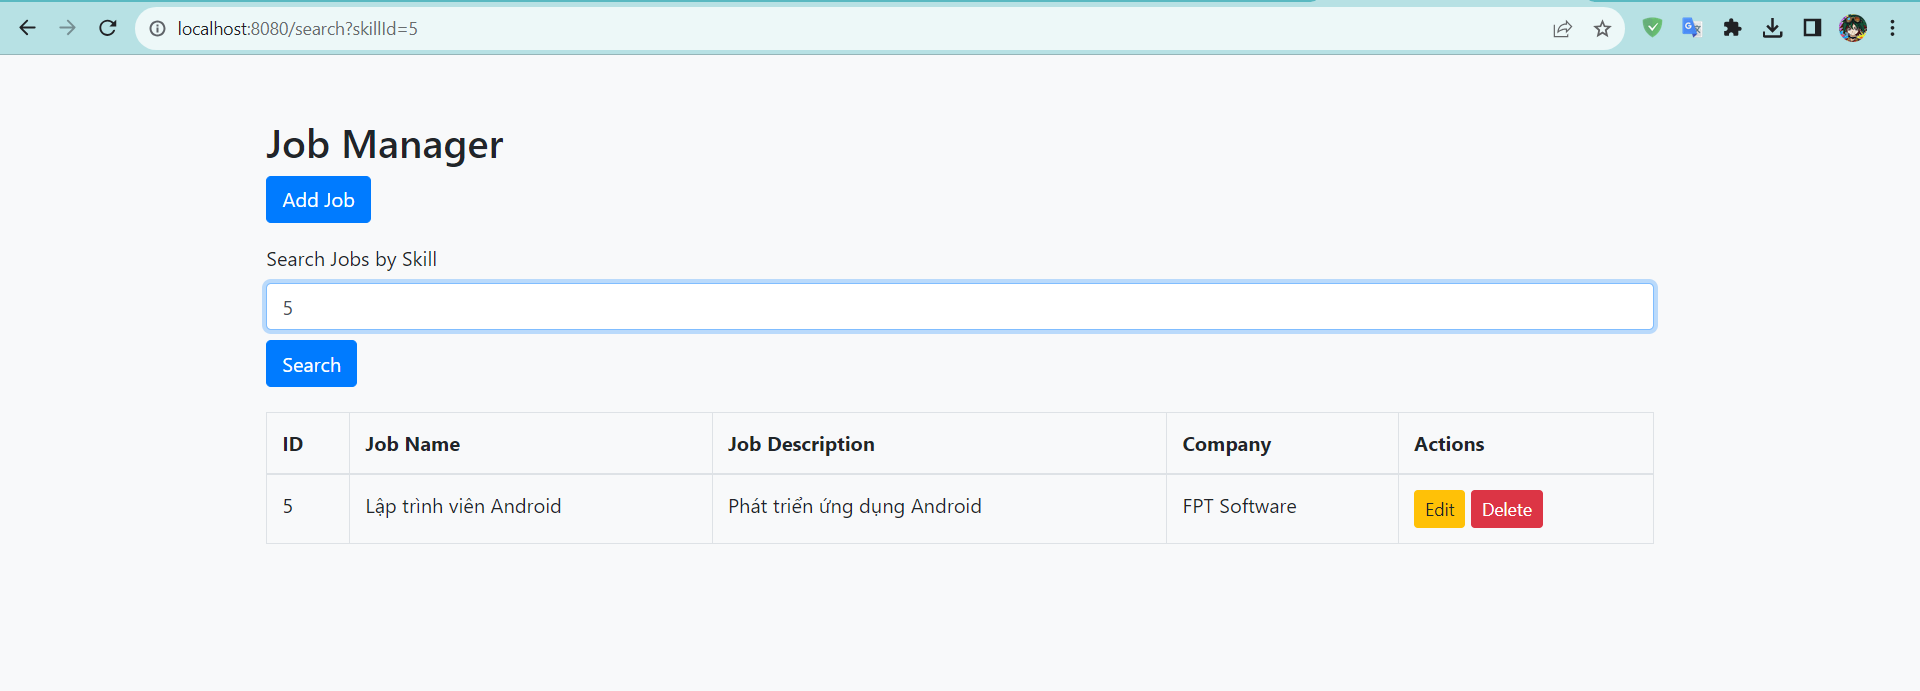 localhost:8080/search?skillId=5
Job Manager
Add Job
Search Jobs by Skill
5
Search
ID Job Name Job Description Company Actions
5 Lập trình viên Android Phát triển ứng dụng Android FPT Software Edit Delete